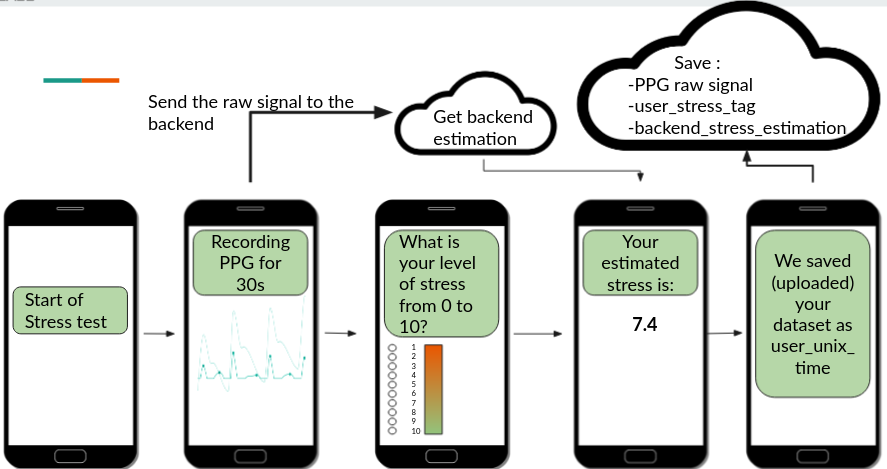 Send the raw signal to the
backend
Get backend
estimation
Save :
-PPG raw signal
-user_stress_tag
-backend_stress_estimation
Start of
Stress test
Recording
PPG for
30s
What is
your level
of stress
from 0 to
10?
1
2
3
4
5
6
7
8
9
10
Your
estimated
stress is:
7.4
We saved
(uploaded)
your
dataset as
user_unix_
time